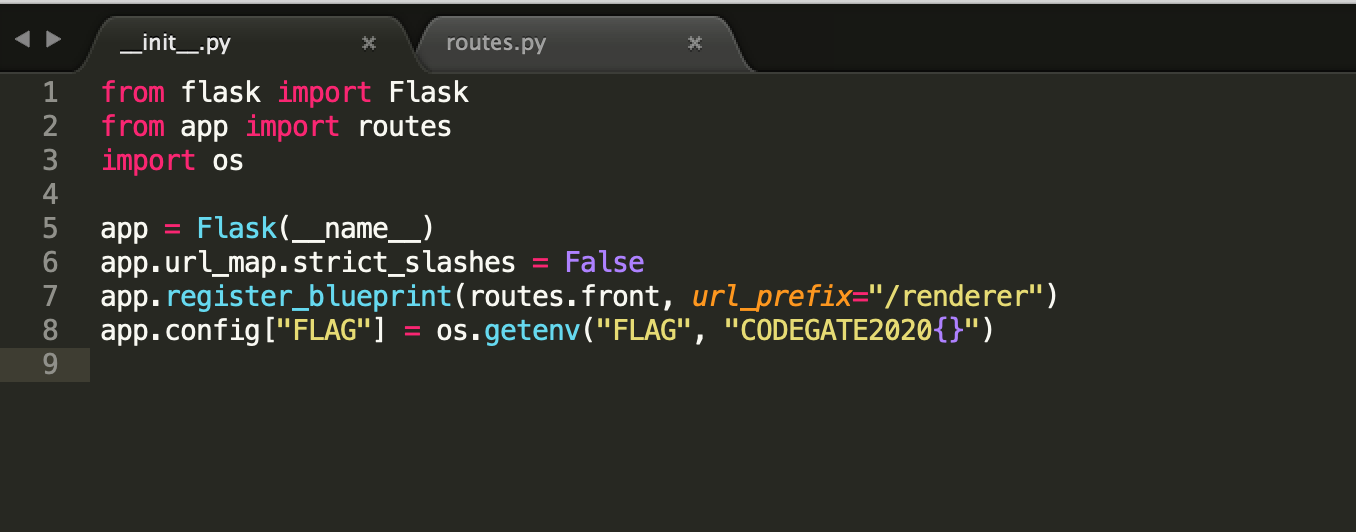 __init__.py × routes.py ×
1 from flask import Flask
2 from app import routes
3 import os
4
5 app = Flask(__name__)
6 app.url_map.strict_slashes = False
7 app.register_blueprint(routes.front, url_prefix="/renderer")
8 app.config["FLAG"] = os.getenv("FLAG", "CODEGATE2020{}")
9